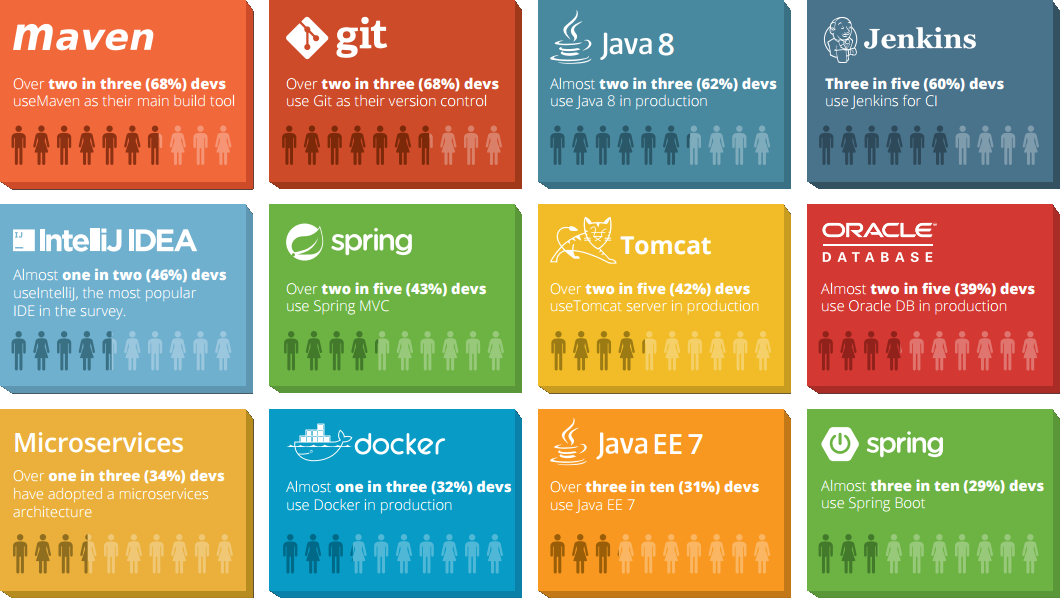 maven
Over two in three (68%) devs
useMaven as their main build tool
git
Over two in three (68%) devs
use Git as their version control
Java 8
Almost two in three (62%) devs
use Java 8 in production
Jenkins
Three in five (60%) devs
use Jenkins for CI
IJ IntelliJ IDEA
Almost one in two (46%) devs
useIntellij, the most popular
IDE in the survey.
spring
Over two in five (43%) devs
use Spring MVC
Tomcat
Over two in five (42%) devs
useTomcat server in production
ORACLE
DATABASE
Almost two in five (39%) devs
use Oracle DB in production
Microservices
Over one in three (34%) devs
have adopted a microservices
architecture
docker
Almost one in three (32%) devs
use Docker in production
Java EE 7
Over three in ten (31%) devs
use Java EE 7
spring
Almost three in ten (29%) devs
use Spring Boot